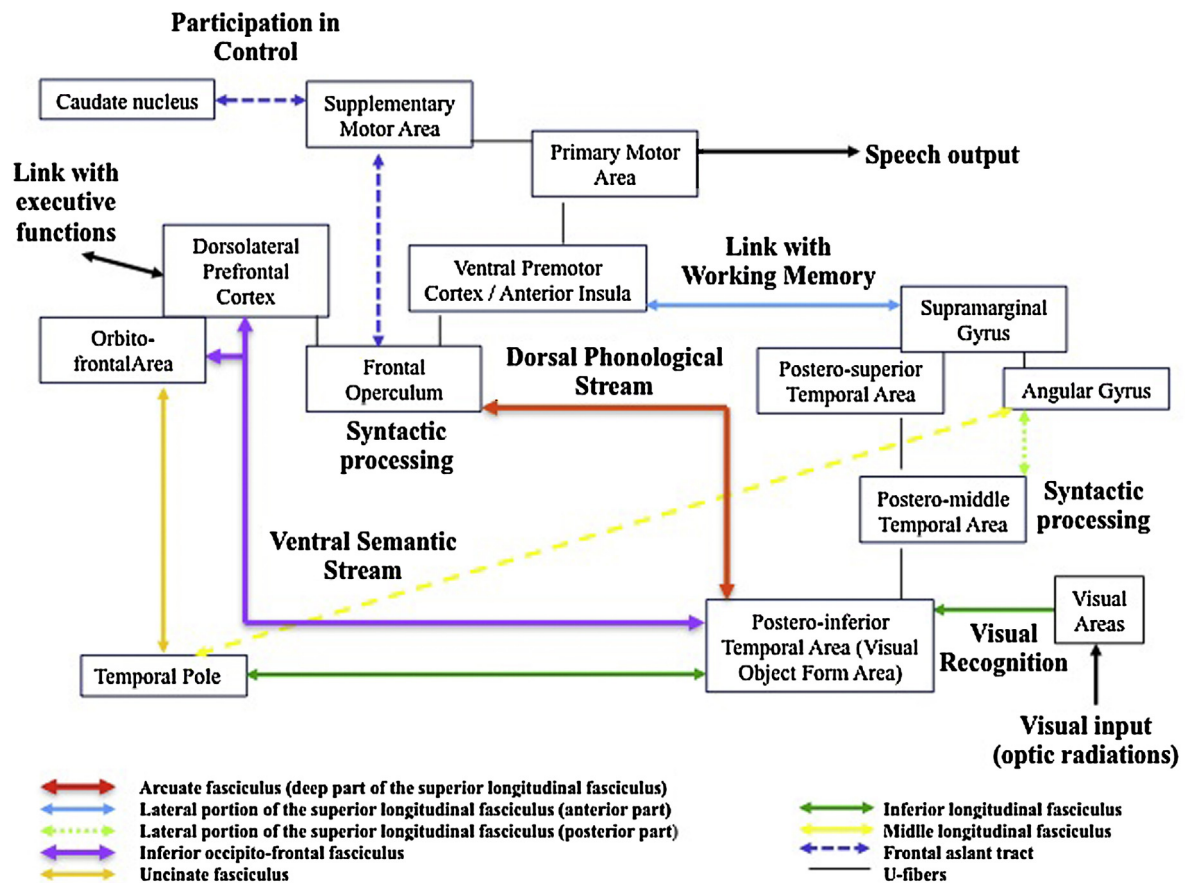 Participation in
Control
Caudate nucleus
Supplementary
Motor Area
Primary Motor
Area
Speech output
Link with
executive
functions
Dorsolateral
Prefrontal
Cortex
Ventral Premotor
Cortex / Anterior Insula
Link with
Working Memory
Supramarginal
Gyrus
Orbito-
frontalArea
Frontal
Operculum
Dorsal Phonological
Stream
Postero-superior
Temporal Area
Angular Gyrus
Syntactic
processing
Postero-middle
Temporal Area
Syntactic
processing
Ventral Semantic
Stream
Postero-inferior
Temporal Area (Visual
Object Form Area)
Visual
Areas
Visual
Recognition
Temporal Pole
Visual input
(optic radiations)
Arcuate fasciculus (deep part of the superior longitudinal fasciculus)
Lateral portion of the superior longitudinal fasciculus (anterior part)
Lateral portion of the superior longitudinal fasciculus (posterior part)
Inferior occipito-frontal fasciculus
Uncinate fasciculus
Inferior longitudinal fasciculus
Midlle longitudinal fasciculus
Frontal aslant tract
U-fibers